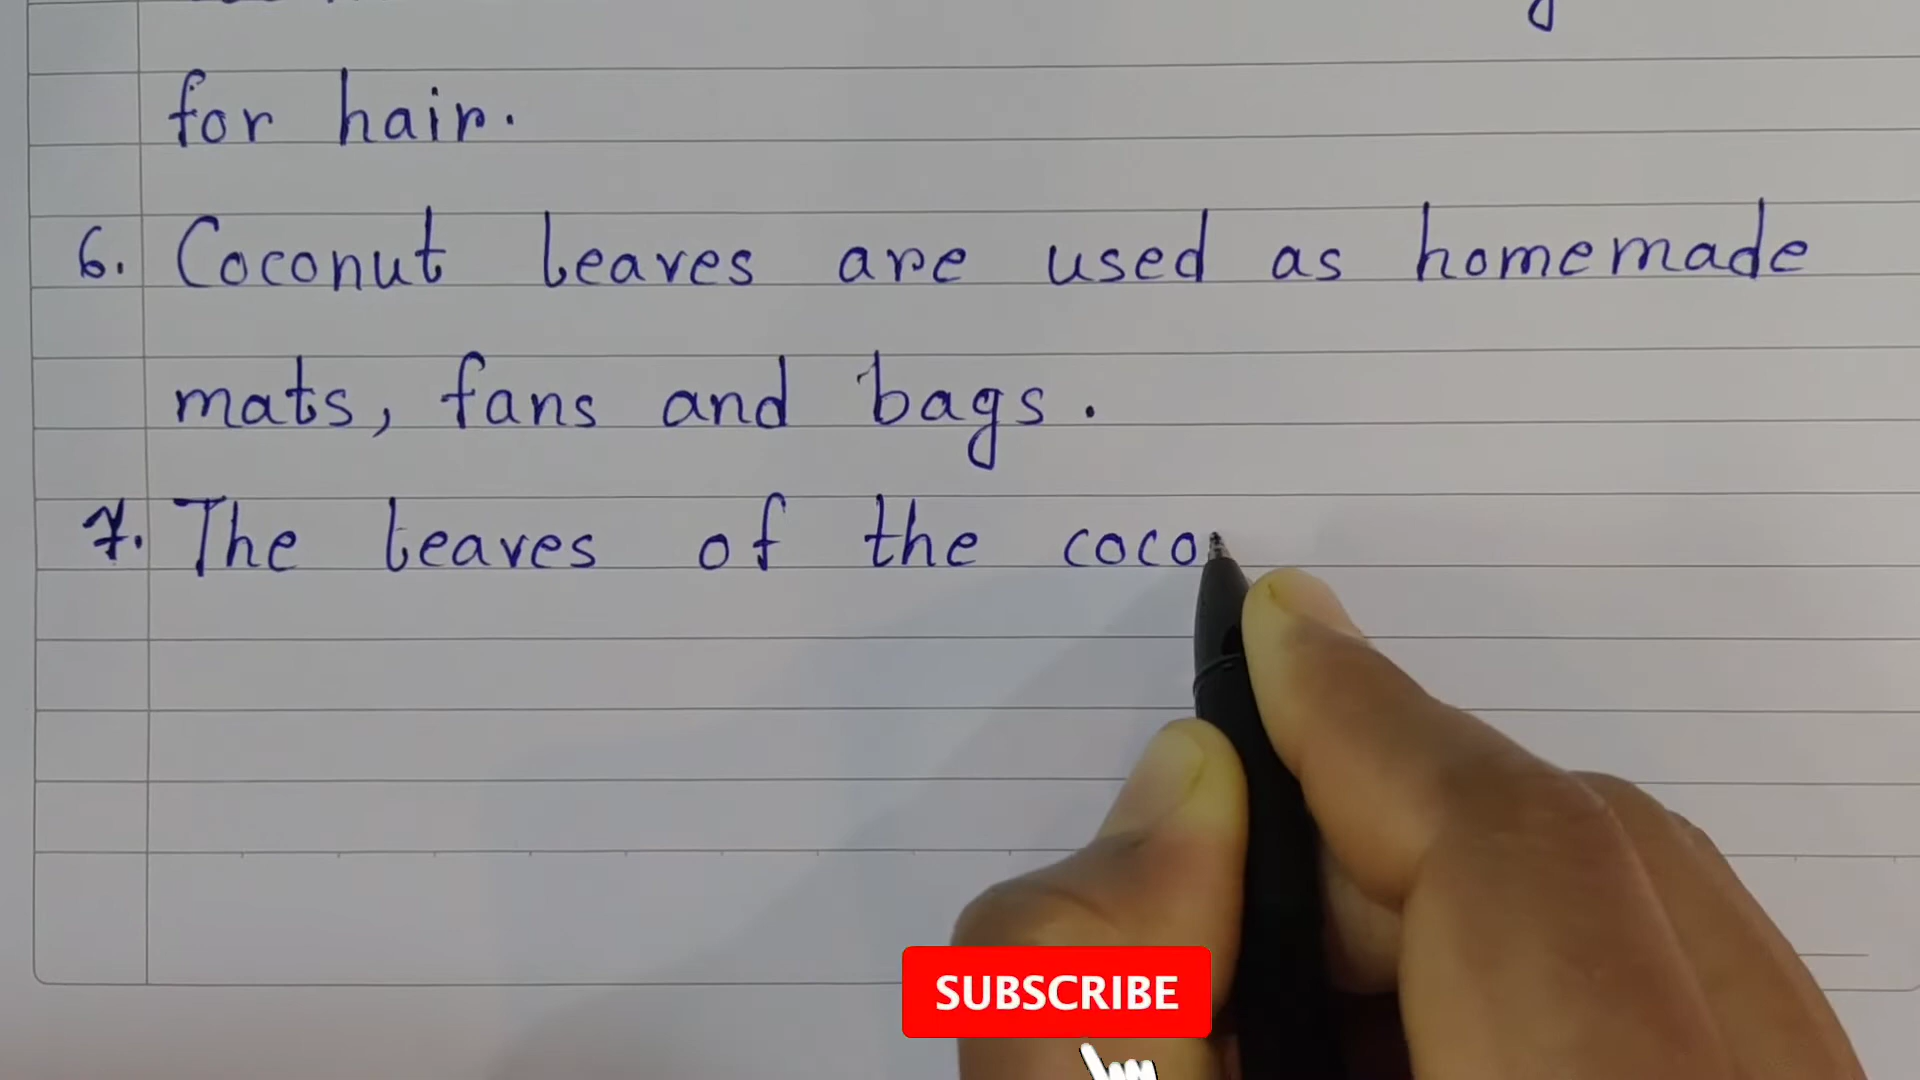 for hair.
6. Coconut leaves are used as homemade
mats, fans and bags.
7. The leaves of the coco
SUBSCRIBE